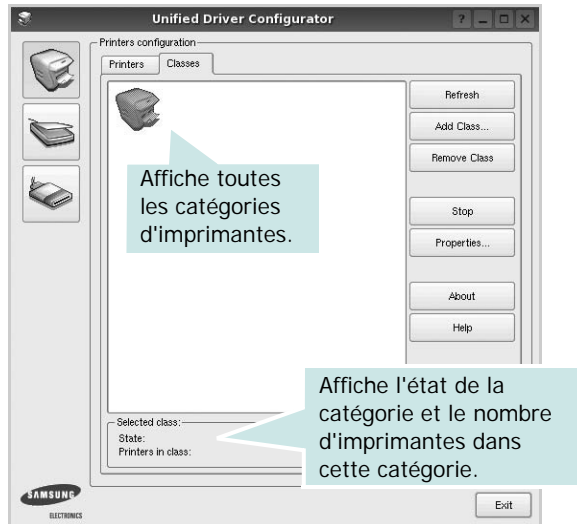 Unified Driver Configurator
Printers configuration
Printers
Classes
Refresh
Add Class...
Remove Class
Affiche toutes
les catégories
d'imprimantes.
Stop
Properties...
About
Help
Affiche l'état de la
catégorie et le nombre
d'imprimantes dans
cette catégorie.
Selected class:
State:
Printers in class:
SAMSUNG
ELECTRONICS
Exit